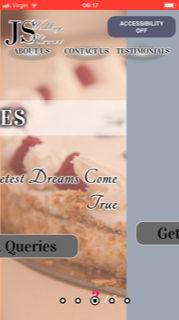 Virgin 06:17
JS
ACCESSIBILITY
OFF
ABOUT US CONTACT US TESTIMONIALS
ES
etest Dreams Come
True
Get
Queries